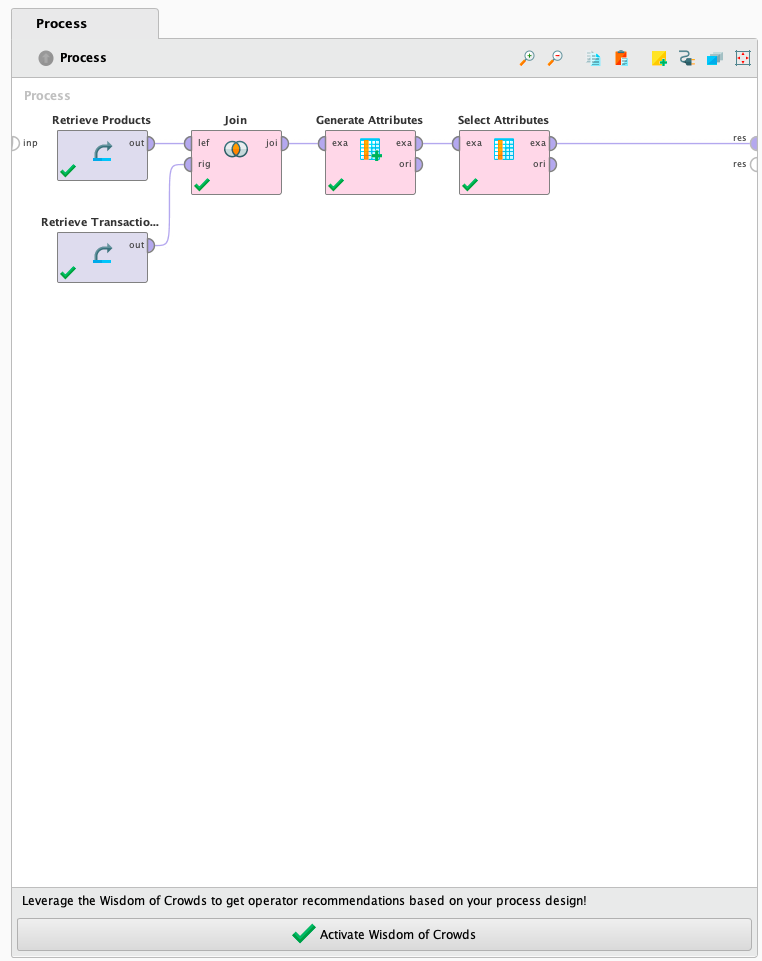 Process
Process
Process
Retrieve Products
Join
Generate Attributes
Select Attributes
inp
out
lef
joi
exa
exa
exa
exa
res
rig
ori
ori
res
Retrieve Transactio...
out
Leverage the Wisdom of Crowds to get operator recommendations based on your process design!
Activate Wisdom of Crowds